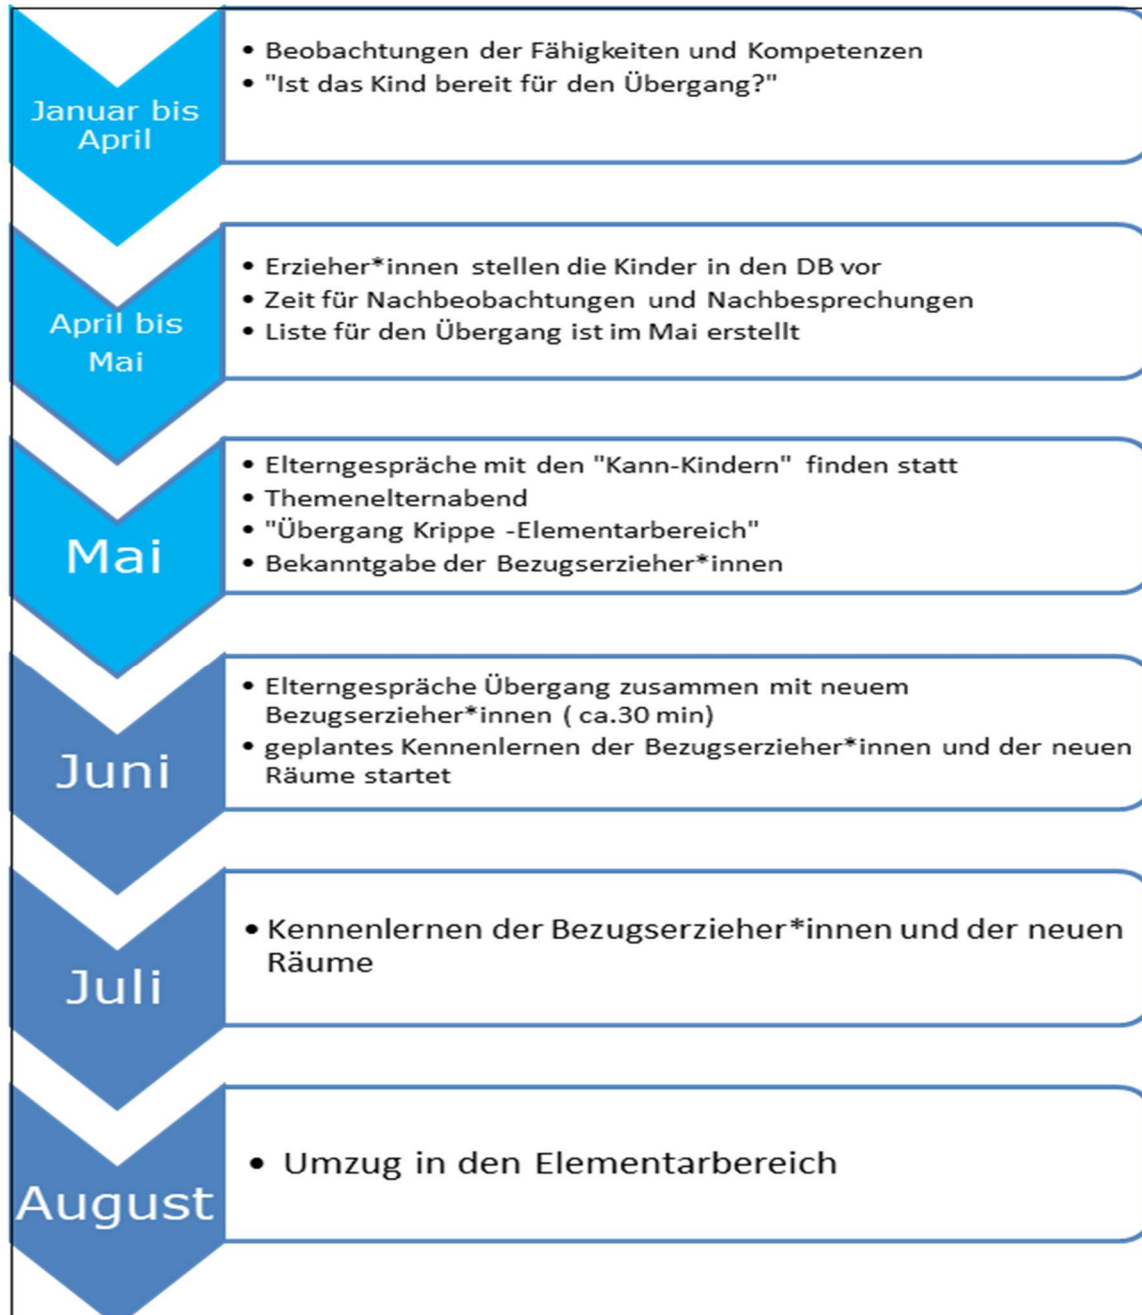 Januar bis
April
• Beobachtungen der Fähigkeiten und Kompetenzen
• "Ist das Kind bereit für den Übergang?"
April bis
Mai
• Erzieher*innen stellen die Kinder in den DB vor
• Zeit für Nachbeobachtungen und Nachbesprechungen
• Liste für den Übergang ist im Mai erstellt
Mai
• Elterngespräche mit den "Kann-Kindern" finden statt
• Themenelternabend
• "Übergang Krippe -Elementarbereich"
• Bekanntgabe der Bezugserzieher*innen
Juni
• Elterngespräche Übergang zusammen mit neuem
Bezugserzieher*innen ( ca.30 min)
• geplantes Kennenlernen der Bezugserzieher*innen und der neuen
Räume startet
Juli
• Kennenlernen der Bezugserzieher*innen und der neuen
Räume
August
• Umzug in den Elementarbereich